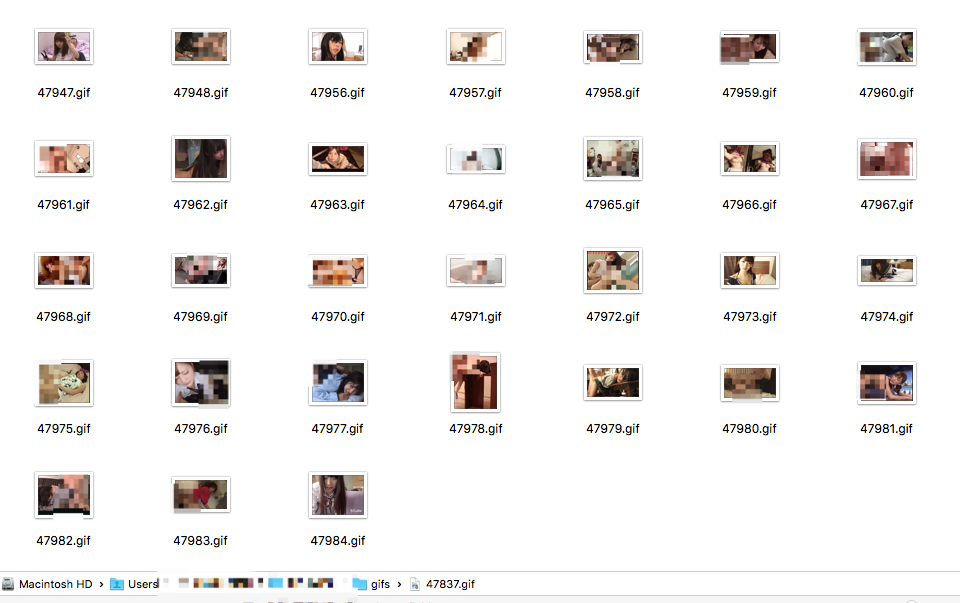 47947.gif 47948.gif 47956.gif 47957.gif 47958.gif 47959.gif 47960.gif
47961.gif 47962.gif 47963.gif 47964.gif 47965.gif 47966.gif 47967.gif
47968.gif 47969.gif 47970.gif 47971.gif 47972.gif 47973.gif 47974.gif
47975.gif 47976.gif 47977.gif 47978.gif 47979.gif 47980.gif 47981.gif
47982.gif 47983.gif 47984.gif
Macintosh HD › Users gifs › 47837.gif